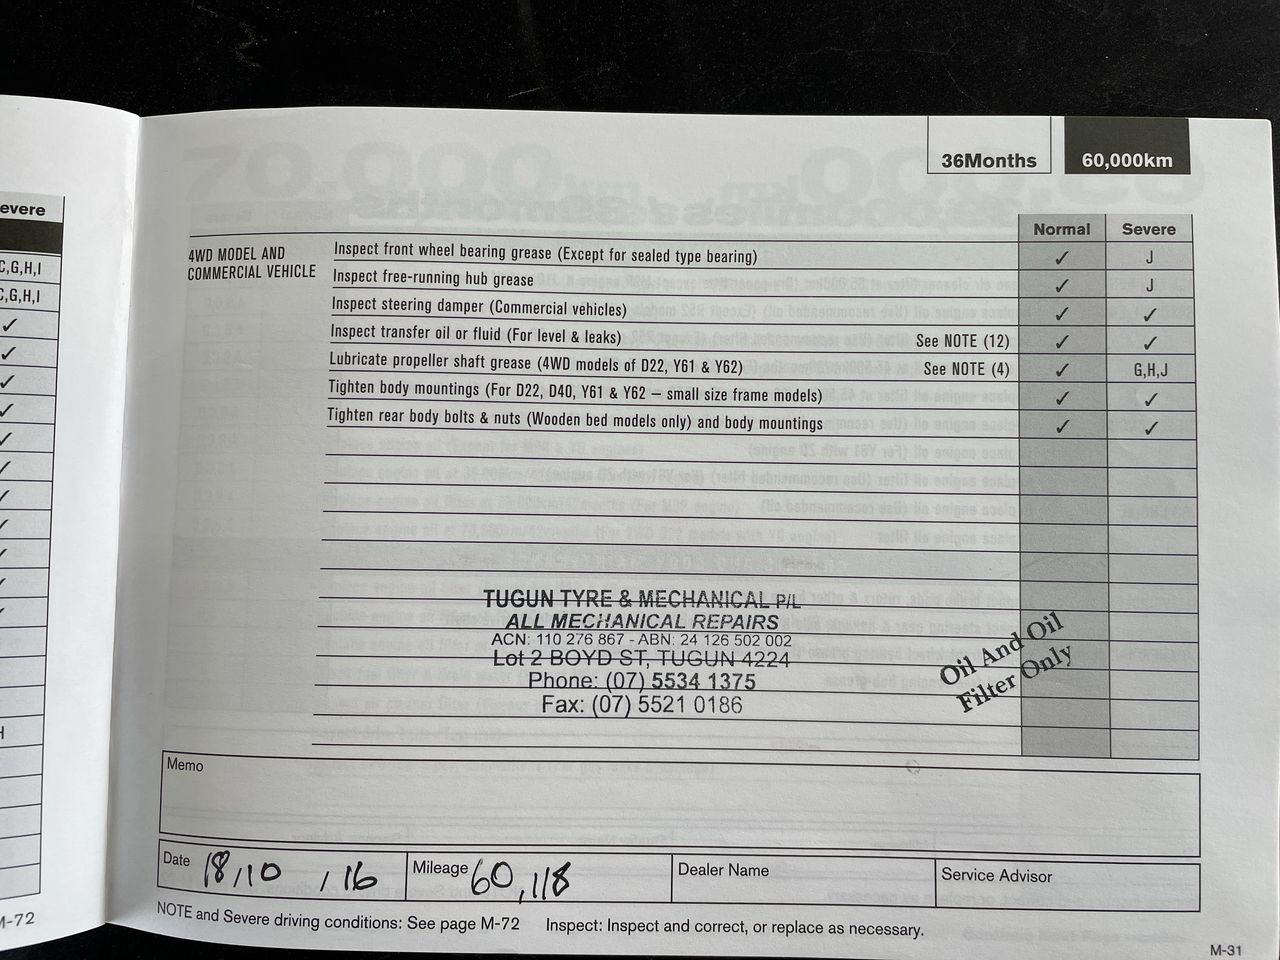 36Months 60,000km
Normal Severe
4WD MODEL AND
COMMERCIAL VEHICLE
Inspect front wheel bearing grease (Except for sealed type bearing) ✓ J
Inspect free-running hub grease ✓ J
Inspect steering damper (Commercial vehicles) ✓ ✓
Inspect transfer oil or fluid (For level & leaks) See NOTE (12) ✓ ✓
Lubricate propeller shaft grease (4WD models of D22, Y61 & Y62) See NOTE (4) ✓ G,H,J
Tighten body mountings (For D22, D40, Y61 & Y62 – small size frame models) ✓ ✓
Tighten rear body bolts & nuts (Wooden bed models only) and body mountings ✓ ✓
TUGUN TYRE & MECHANICAL P/L
ALL MECHANICAL REPAIRS
ACN: 110 276 867 - ABN: 24 126 502 002
Lot 2 BOYD ST, TUGUN 4224
Phone: (07) 5534 1375
Fax: (07) 5521 0186
Oil And Oil
Filter Only
Memo
Date 18,10,16 Mileage 60,118 Dealer Name Service Advisor
NOTE and Severe driving conditions: See page M-72 Inspect: Inspect and correct, or replace as necessary.
M-31
evere
C,G,H,I
C,G,H,I
✓
✓
✓
✓
✓
✓
✓
✓
✓
✓
✓
H
M-72